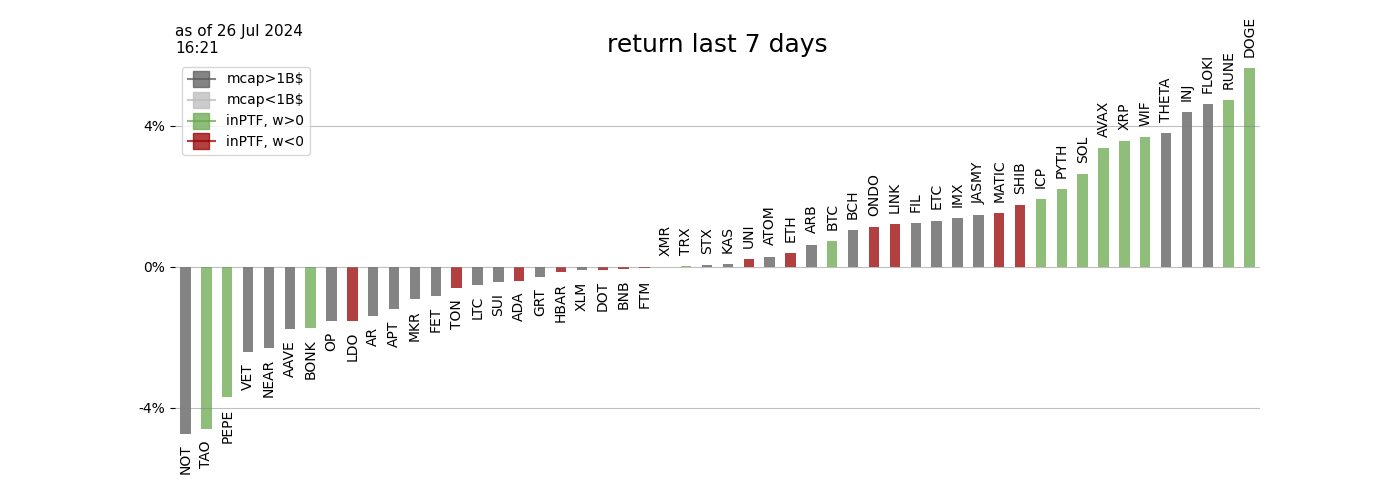 as of 26 Jul 2024
16:21
return last 7 days
mcap>1B$
mcap<1B$
inPTF, w>0
inPTF, w<0
4%
0%
-4%
NOT
TAO
PEPE
VET
NEAR
AAVE
BONK
OP
LDO
AR
APT
MKR
FET
TON
LTC
SUI
ADA
GRT
HBAR
XLM
DOT
BNB
FTM
XMR
TRX
STX
KAS
UNI
ATOM
ETH
ARB
BTC
BCH
ONDO
LINK
FIL
ETC
IMX
JASMY
MATIC
SHIB
ICP
PYTH
SOL
AVAX
XRP
WIF
THETA
INJ
FLOKI
RUNE
DOGE